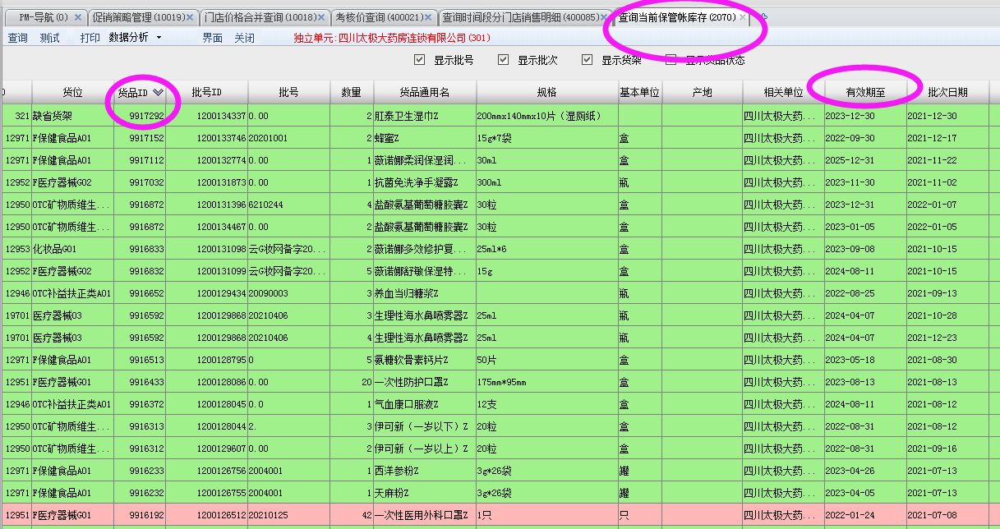 PM-导航(0) × 促销策略管理(10019)× 门店价格合并查询(10018)× 考核价查询(400021)× 查询时间段分门店销售明细(400085)× 查询当前保管帐库存(2070) ×
查询 测试 打印 数据分析 界面 关闭 独立单元:四川太极大药房连锁有限公司(301)
显示批号 显示批次 显示货架 显示货品状态
货位 货品ID 批号ID 批号 数量 货品通用名 规格 基本单位 产地 相关单位 有效期至 批次日期
321 缺省货架 9917292 1200134337 0.00 2 肛泰卫生湿巾Z 200mmx140mmx10片（湿厕纸） 四川太极大药... 2023-12-30 2021-12-30
12971 F保健食品A01 9917152 1200133746 20201001 2 蜂蜜Z 15g*7袋 盒 四川太极大药... 2022-09-30 2021-12-17
12971 F保健食品A01 9917112 1200132774 0.00 1 薇诺娜柔润保湿润... 30ml 盒 四川太极大药... 2025-12-31 2021-11-22
12952 F医疗器械G02 9917032 1200131873 0.00 1 抗菌免洗净手凝露Z 300ml 瓶 四川太极大药... 2023-11-30 2021-11-02
12950 OTC矿物质维生... 9916872 1200131396 6210244 4 盐酸氨基葡萄糖胶囊Z 30粒 盒 四川太极大药... 2023-12-31 2022-01-07
12950 OTC矿物质维生... 9916872 1200134467 0.00 2 盐酸氨基葡萄糖胶囊Z 30粒 盒 四川太极大药... 2023-01-05 2022-01-05
12953 化妆品G01 9916833 1200131098 云G妆网备字20... 2 薇诺娜多效修护夏... 25ml*6 盒 四川太极大药... 2023-09-08 2021-10-15
12952 F医疗器械G02 9916832 1200131099 云G妆网备字20... 5 薇诺娜舒敏保湿特... 15g 盒 四川太极大药... 2024-08-11 2021-10-15
12946 OTC补益扶正类A01 9916652 1200129434 20090003 3 养血当归糖浆Z 瓶 四川太极大药... 2022-08-25 2021-09-13
19701 医疗器械03 9916592 1200129868 20210406 3 生理性海水鼻喷雾器Z 25ml 瓶 四川太极大药... 2024-04-07 2021-10-28
19701 医疗器械03 9916592 1200129868 20210406 4 生理性海水鼻喷雾器Z 25ml 瓶 四川太极大药... 2024-04-07 2021-12-23
12971 F保健食品A01 9916513 1200128795 0 5 氨糖软骨素钙片Z 50片 盒 四川太极大药... 2023-05-18 2021-08-30
12951 F医疗器械G01 9916433 1200128086 0.00 20 一次性防护口罩Z 175mm*95mm 盒 四川太极大药... 2023-08-13 2021-08-13
12946 OTC补益扶正类A01 9916372 1200128045 0.0 1 气血康口服液Z 12支 盒 四川太极大药... 2024-08-11 2021-08-12
12950 OTC矿物质维生... 9916313 1200128044 2. 3 伊可新（一岁以下）Z 20粒 盒 四川太极大药... 2022-08-31 2021-08-12
12950 OTC矿物质维生... 9916312 1200129607 0.00 2 伊可新（一岁以上）Z 20粒 盒 四川太极大药... 2022-08-31 2021-09-16
12971 F保健食品A01 9916233 1200126756 2004001 1 西洋参粉Z 3g*26袋 罐 四川太极大药... 2023-04-26 2021-07-13
12971 F保健食品A01 9916232 1200126755 2004001 1 天麻粉Z 3g*26袋 罐 四川太极大药... 2023-04-05 2021-07-13
12951 F医疗器械G01 9916192 1200126512 20210125 42 一次性医用外科口罩Z 1只 只 四川太极大药... 2022-01-24 2021-07-08